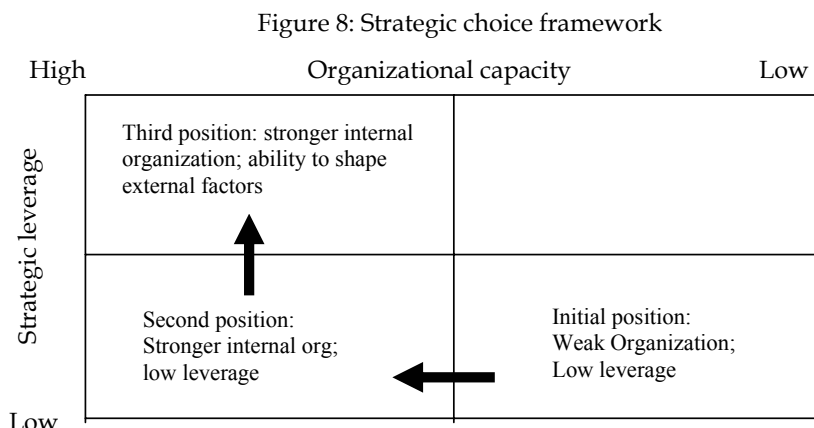 Figure 8: Strategic choice framework
High Organizational capacity Low
Strategic leverage
Third position: stronger internal
organization; ability to shape
external factors
Second position:
Stronger internal org;
low leverage
Initial position:
Weak Organization;
Low leverage
Low